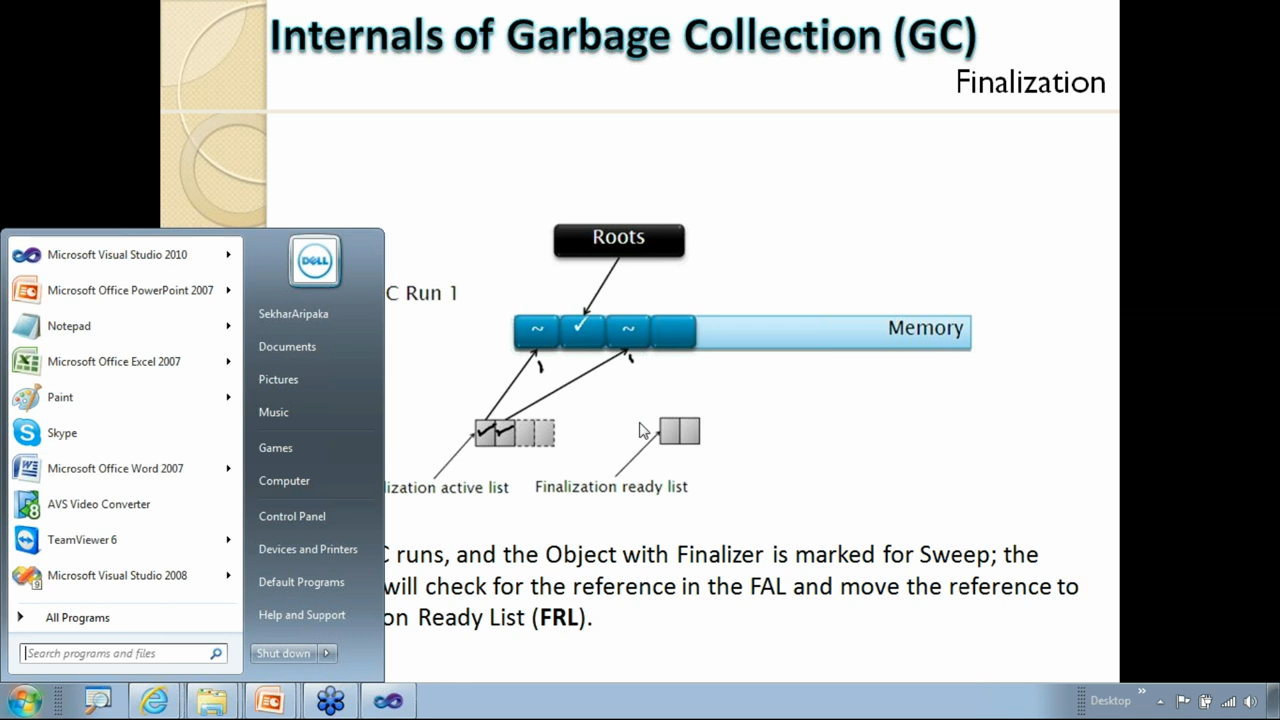 Internals of Garbage Collection (GC)
Finalization
Roots
C Run 1
~ ✓ ~
Memory
lization active list
Finalization ready list
C runs, and the Object with Finalizer is marked for Sweep; the
will check for the reference in the FAL and move the reference to
on Ready List (FRL).
Microsoft Visual Studio 2010
Microsoft Office PowerPoint 2007
Notepad
Microsoft Office Excel 2007
Paint
Skype
Microsoft Office Word 2007
AVS Video Converter
TeamViewer 6
Microsoft Visual Studio 2008
All Programs
Search programs and files
DELL
SekharAripaka
Documents
Pictures
Music
Games
Computer
Control Panel
Devices and Printers
Default Programs
Help and Support
Shut down
Desktop